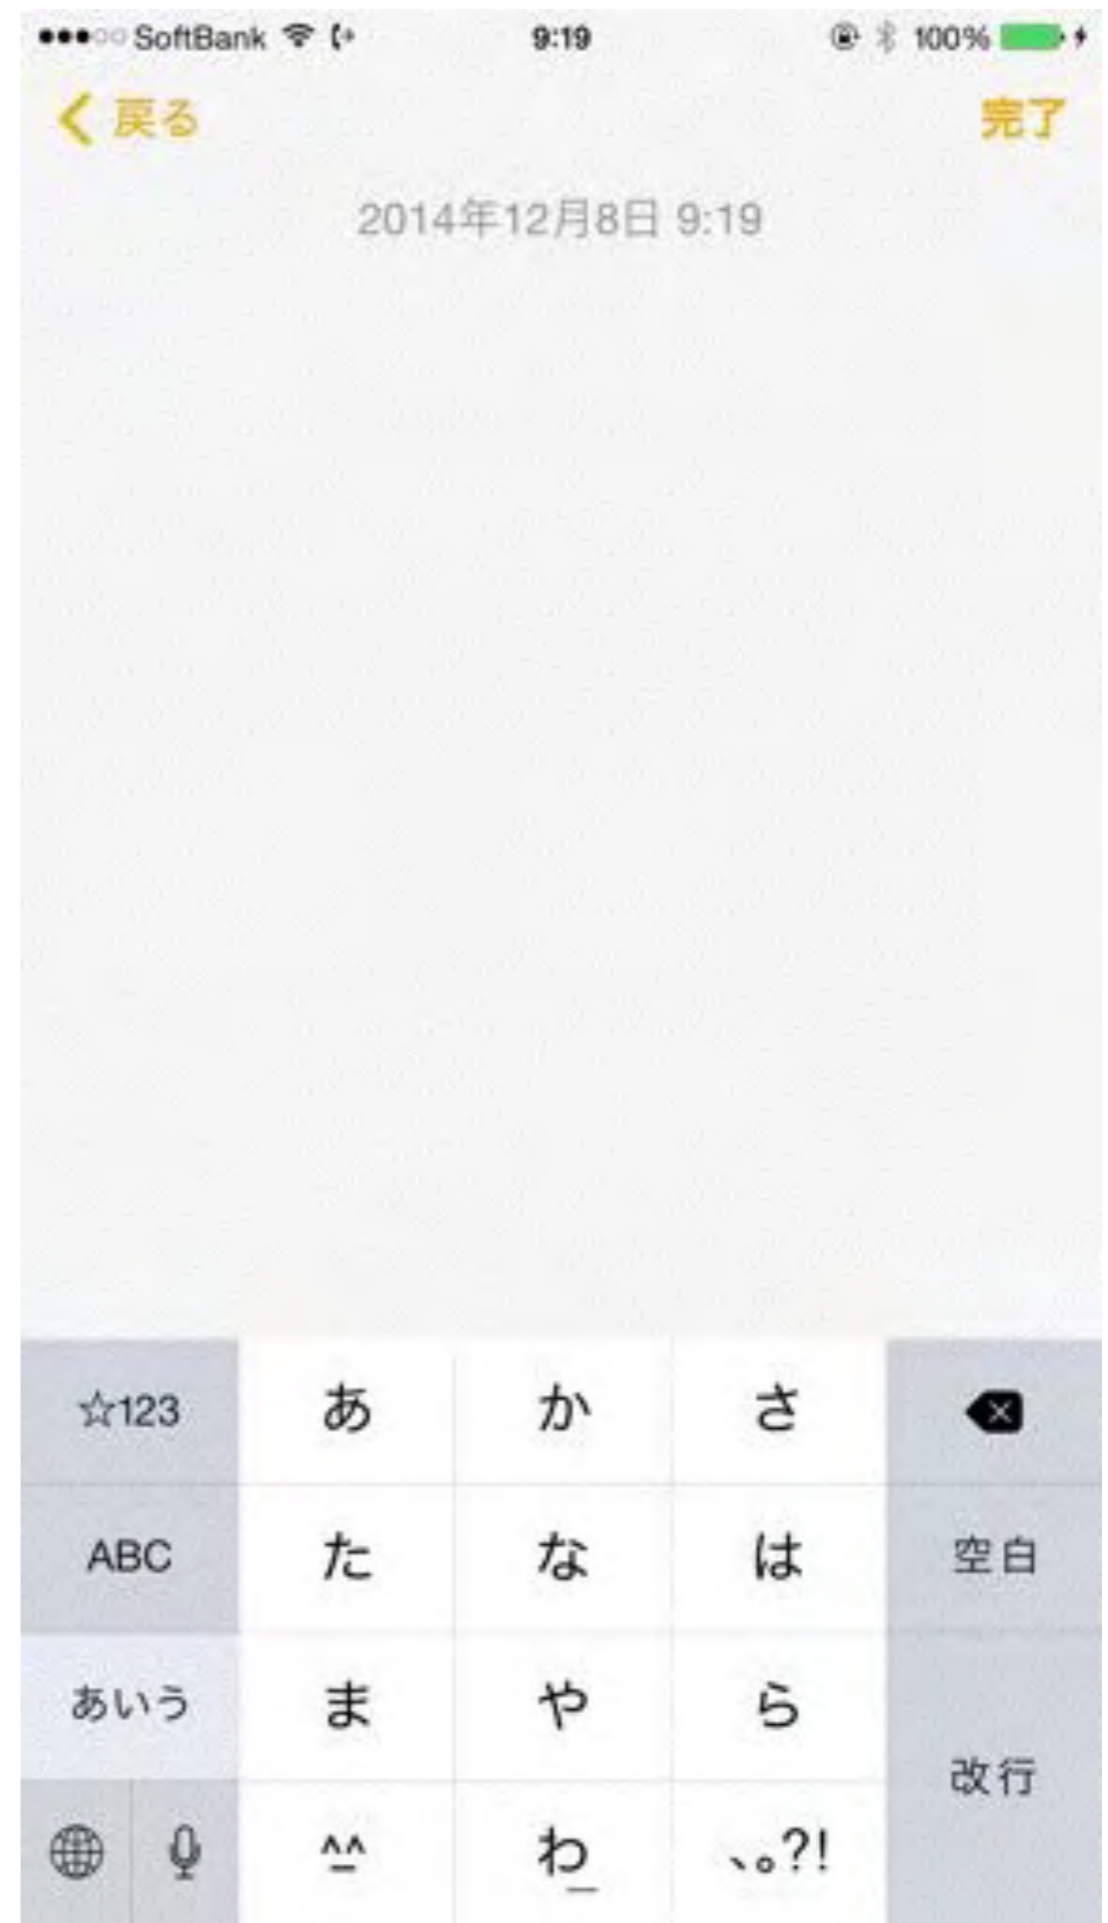 SoftBank 9:19 100%
戻る 完了
2014年12月8日 9:19
☆123 あ か さ
ABC た な は 空白
あいう ま や ら
改行
^^ わ_ 、。?!